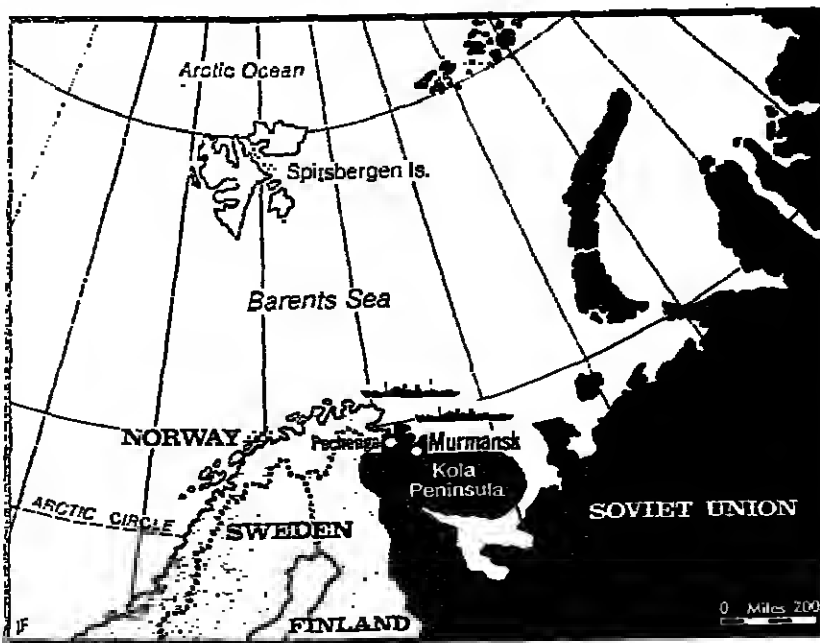 Arctic Ocean
Spitsbergen Is.
Barents Sea
NORWAY
Pechenga
Murmansk
Kola
Peninsula
ARCTIC CIRCLE
SWEDEN
SOVIET UNION
0 Miles 200
FINLAND